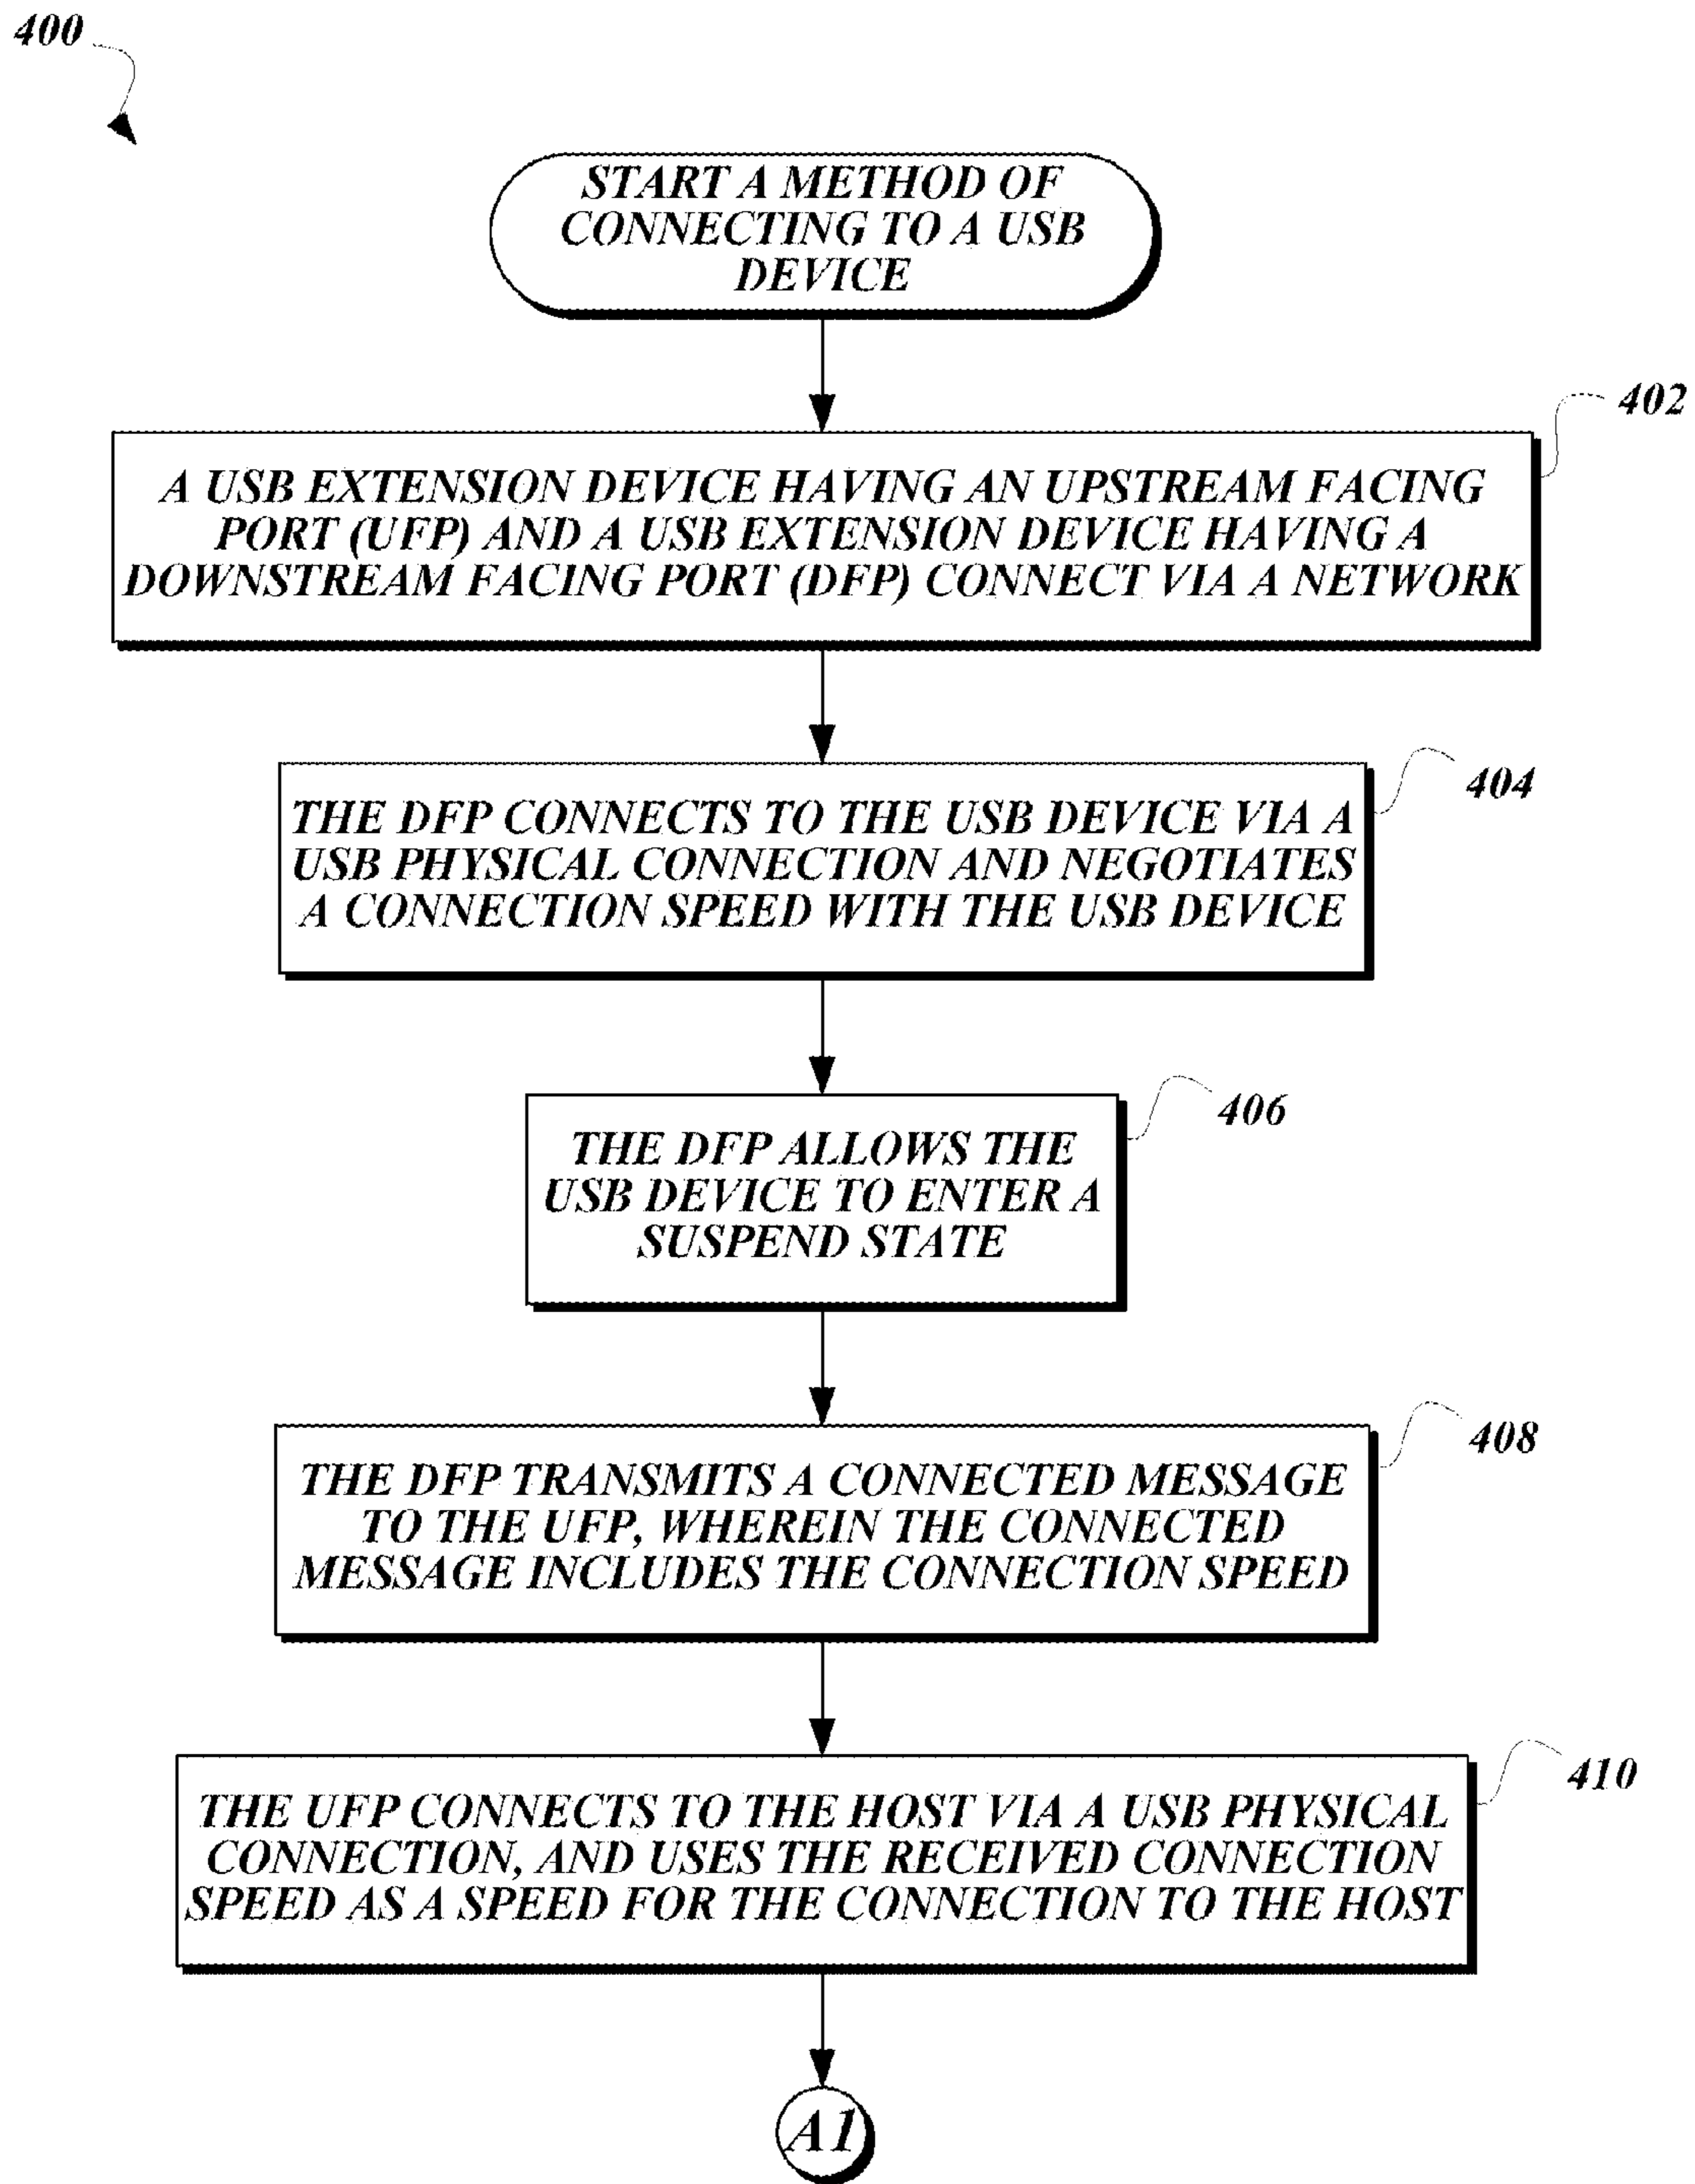 400
START A METHOD OF
CONNECTING TO A USB
DEVICE
402
A USB EXTENSION DEVICE HAVING AN UPSTREAM FACING
PORT (UFP) AND A USB EXTENSION DEVICE HAVING A
DOWNSTREAM FACING PORT (DFP) CONNECT VIA A NETWORK
404
THE DFP CONNECTS TO THE USB DEVICE VIA A
USB PHYSICAL CONNECTION AND NEGOTIATES
A CONNECTION SPEED WITH THE USB DEVICE
406
THE DFP ALLOWS THE
USB DEVICE TO ENTER A
SUSPEND STATE
408
THE DFP TRANSMITS A CONNECTED MESSAGE
TO THE UFP, WHEREIN THE CONNECTED
MESSAGE INCLUDES THE CONNECTION SPEED
410
THE UFP CONNECTS TO THE HOST VIA A USB PHYSICAL
CONNECTION, AND USES THE RECEIVED CONNECTION
SPEED AS A SPEED FOR THE CONNECTION TO THE HOST
A1